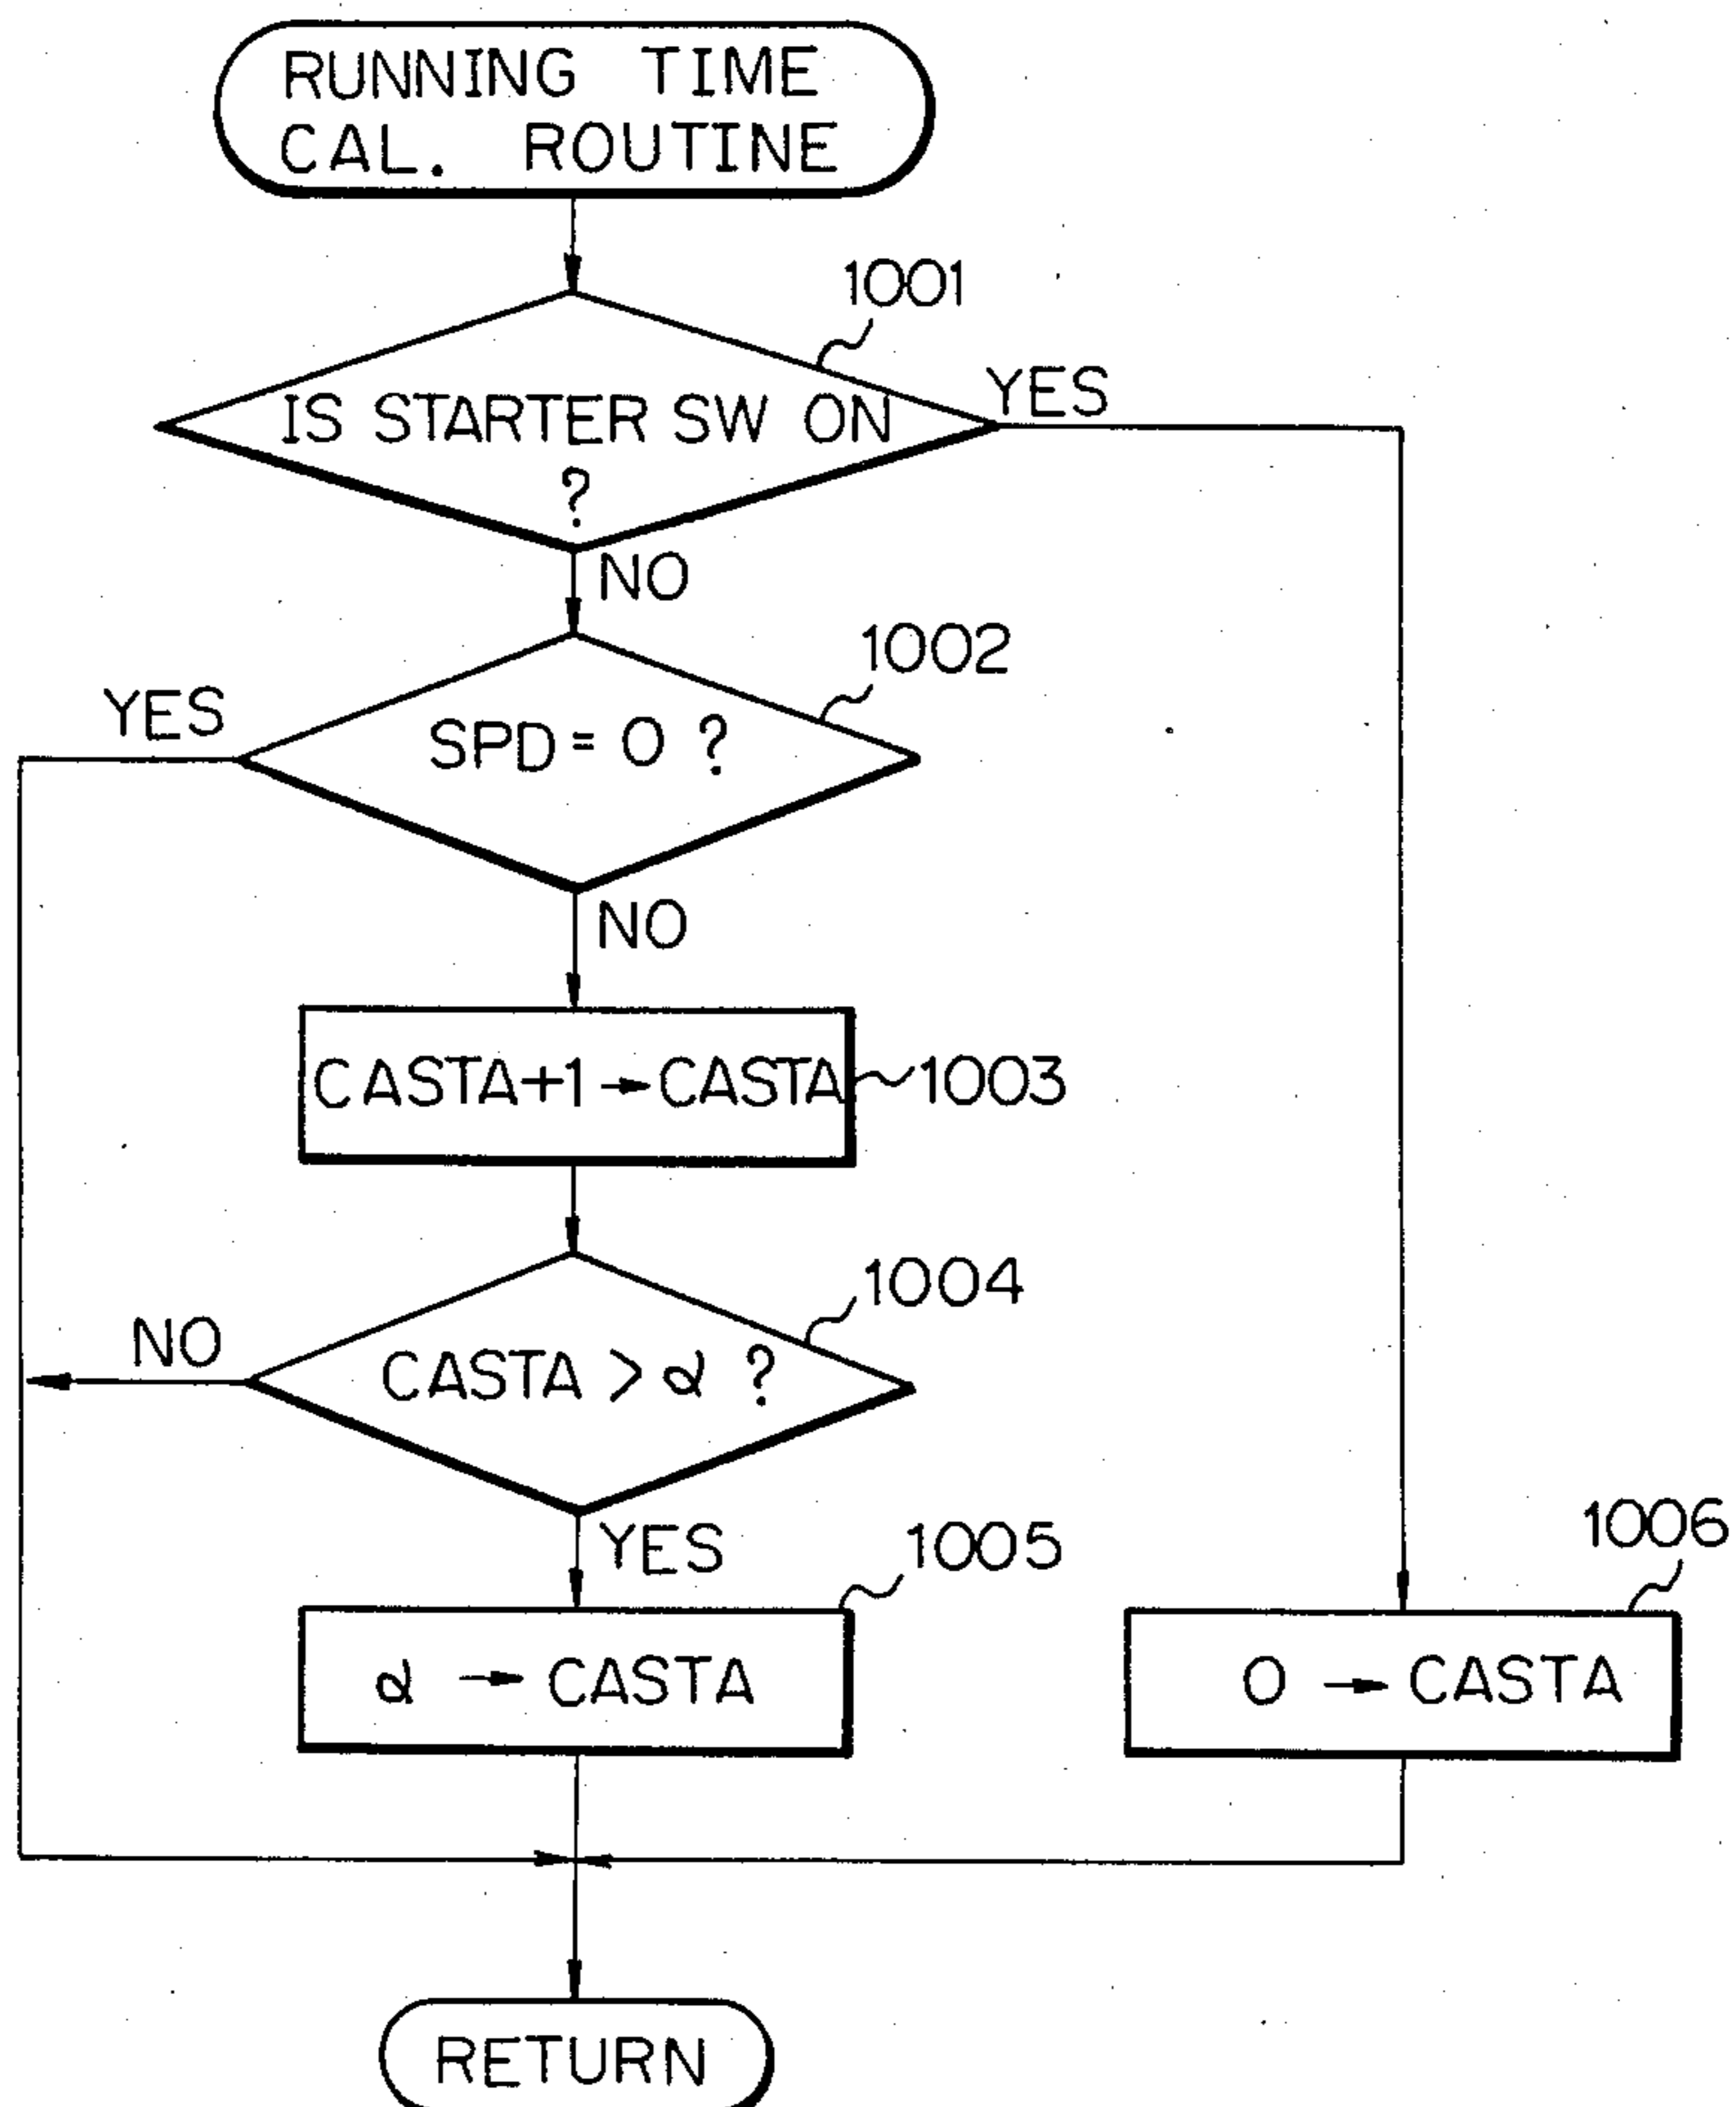 RUNNING TIME
CAL. ROUTINE
1001
IS STARTER SW ON
?
YES
NO
1002
YES
SPD = 0 ?
NO
CASTA+1 → CASTA
1003
1004
NO
CASTA > α ?
YES
1005
1006
α → CASTA
0 → CASTA
RETURN